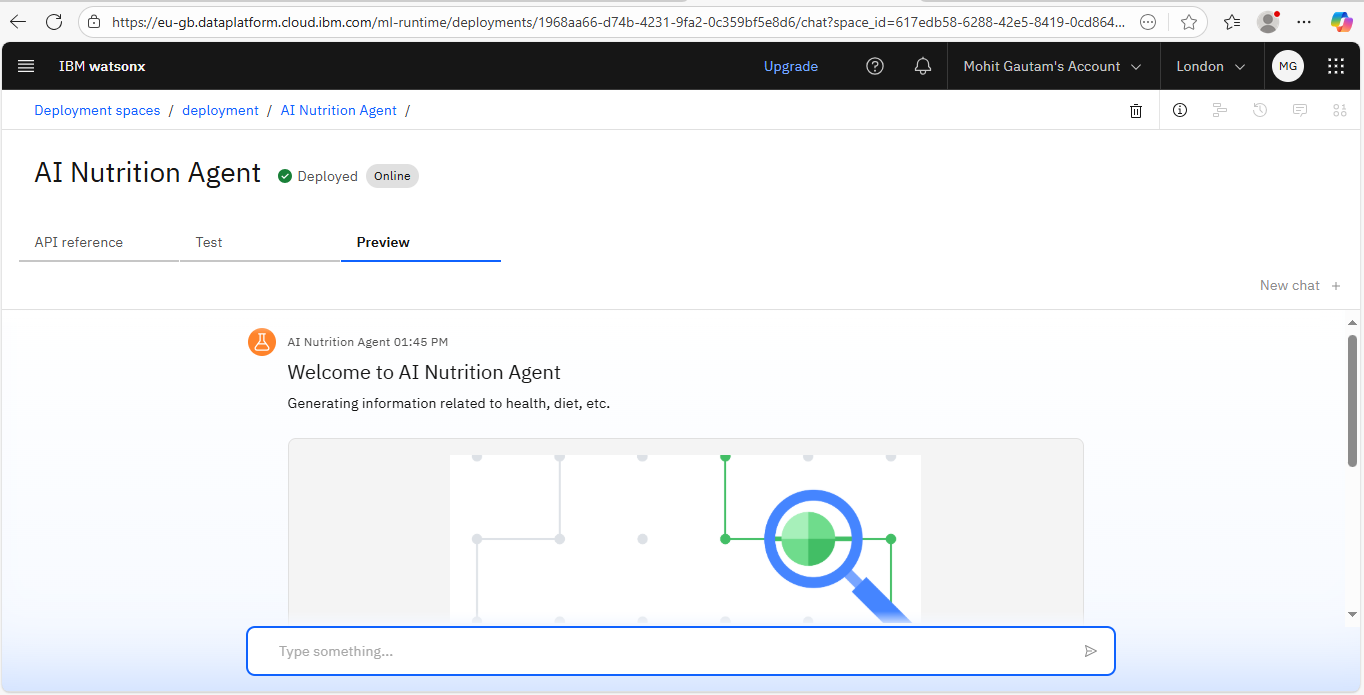 https://eu-gb.dataplatform.cloud.ibm.com/ml-runtime/deployments/1968aa66-d74b-4231-9fa2-0c359bf5e8d6/chat?space_id=617edb58-6288-42e5-8419-0cd864...
IBM watsonx Upgrade Mohit Gautam's Account London MG
Deployment spaces / deployment / AI Nutrition Agent /
AI Nutrition Agent Deployed Online
API reference Test Preview
New chat +
AI Nutrition Agent 01:45 PM
Welcome to AI Nutrition Agent
Generating information related to health, diet, etc.
Type something...